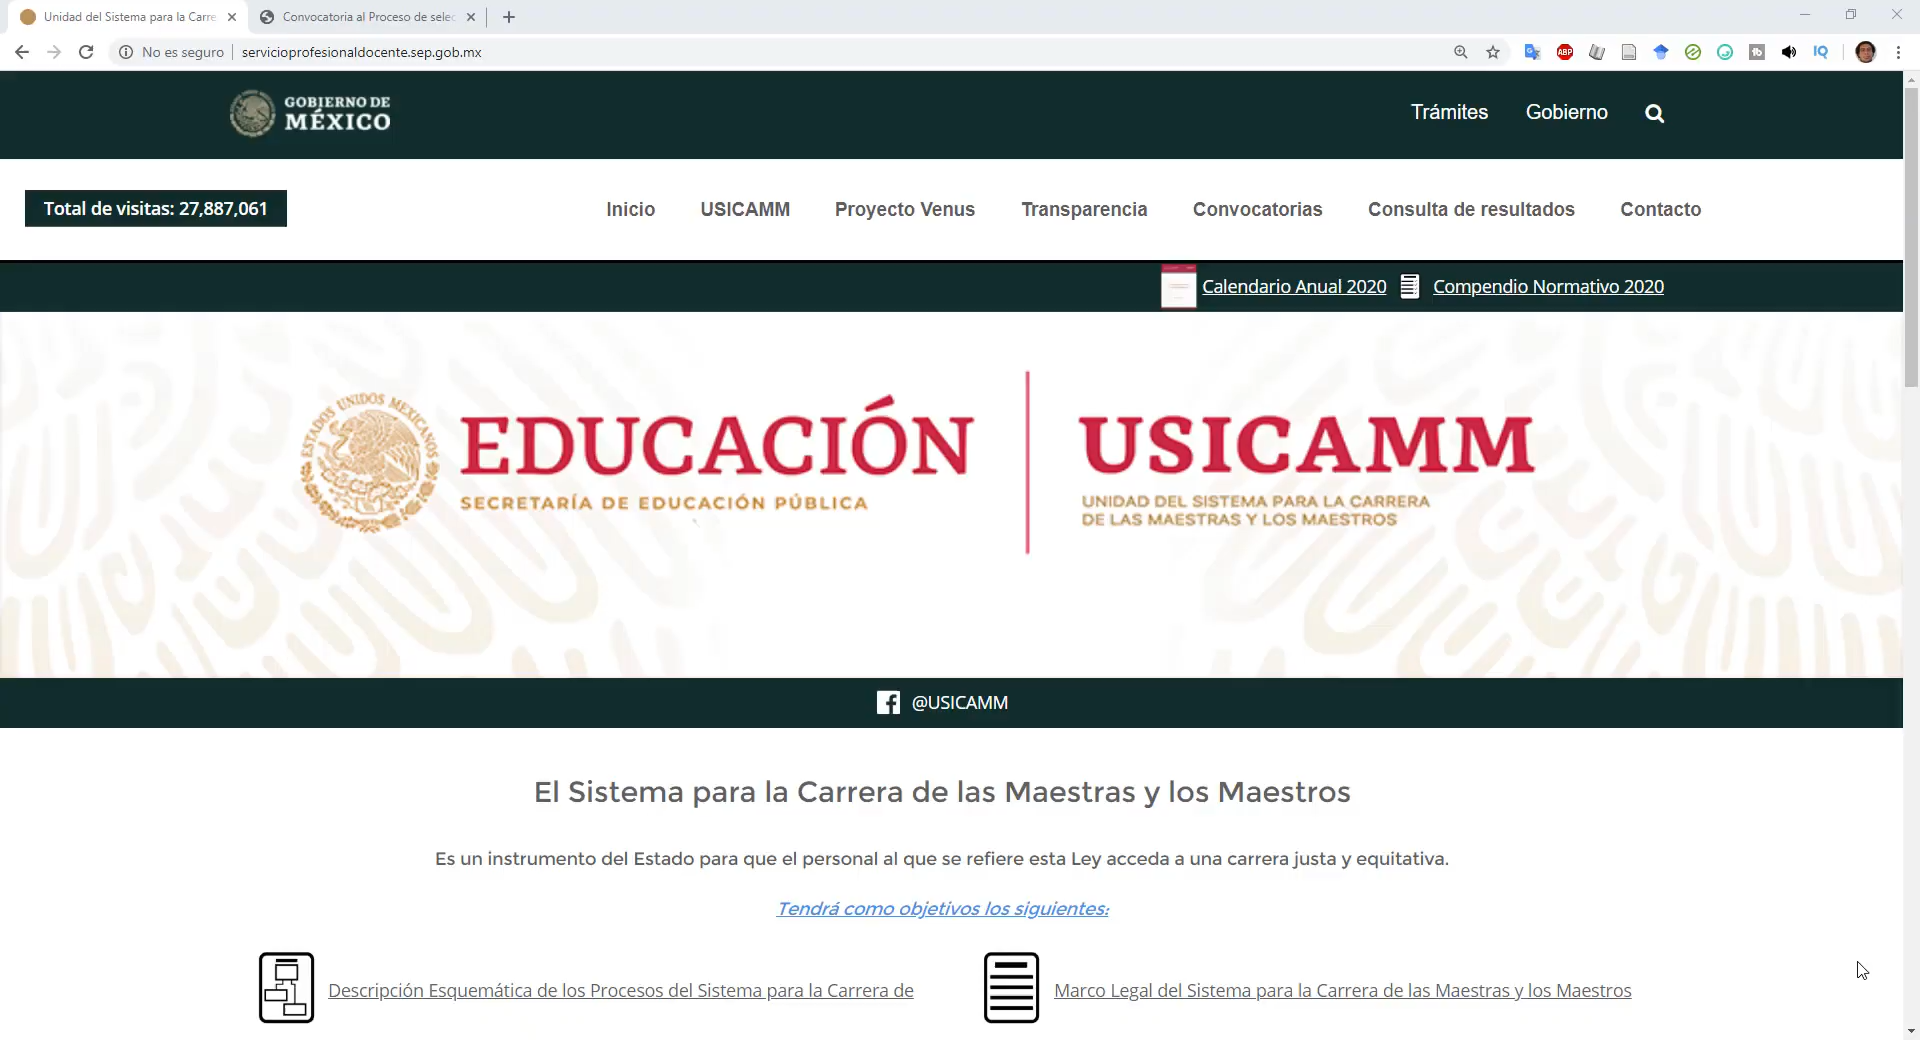 Unidad del Sistema para la Carre
Convocatoria al Proceso de selec
No es seguro
servicioprofesionaldocente.sep.gob.mx
ABP
tb
IQ
GOBIERNO DE
MÉXICO
Trámites
Gobierno
Total de visitas: 27,887,061
Inicio
USICAMM
Proyecto Venus
Transparencia
Convocatorias
Consulta de resultados
Contacto
Calendario Anual 2020
Compendio Normativo 2020
ESTADOS UNIDOS MEXICANOS
EDUCACIÓN
SECRETARÍA DE EDUCACIÓN PÚBLICA
USICAMM
UNIDAD DEL SISTEMA PARA LA CARRERA
DE LAS MAESTRAS Y LOS MAESTROS
@USICAMM
El Sistema para la Carrera de las Maestras y los Maestros
Es un instrumento del Estado para que el personal al que se refiere esta Ley acceda a una carrera justa y equitativa.
Tendrá como objetivos los siguientes:
Descripción Esquemática de los Procesos del Sistema para la Carrera de
Marco Legal del Sistema para la Carrera de las Maestras y los Maestros